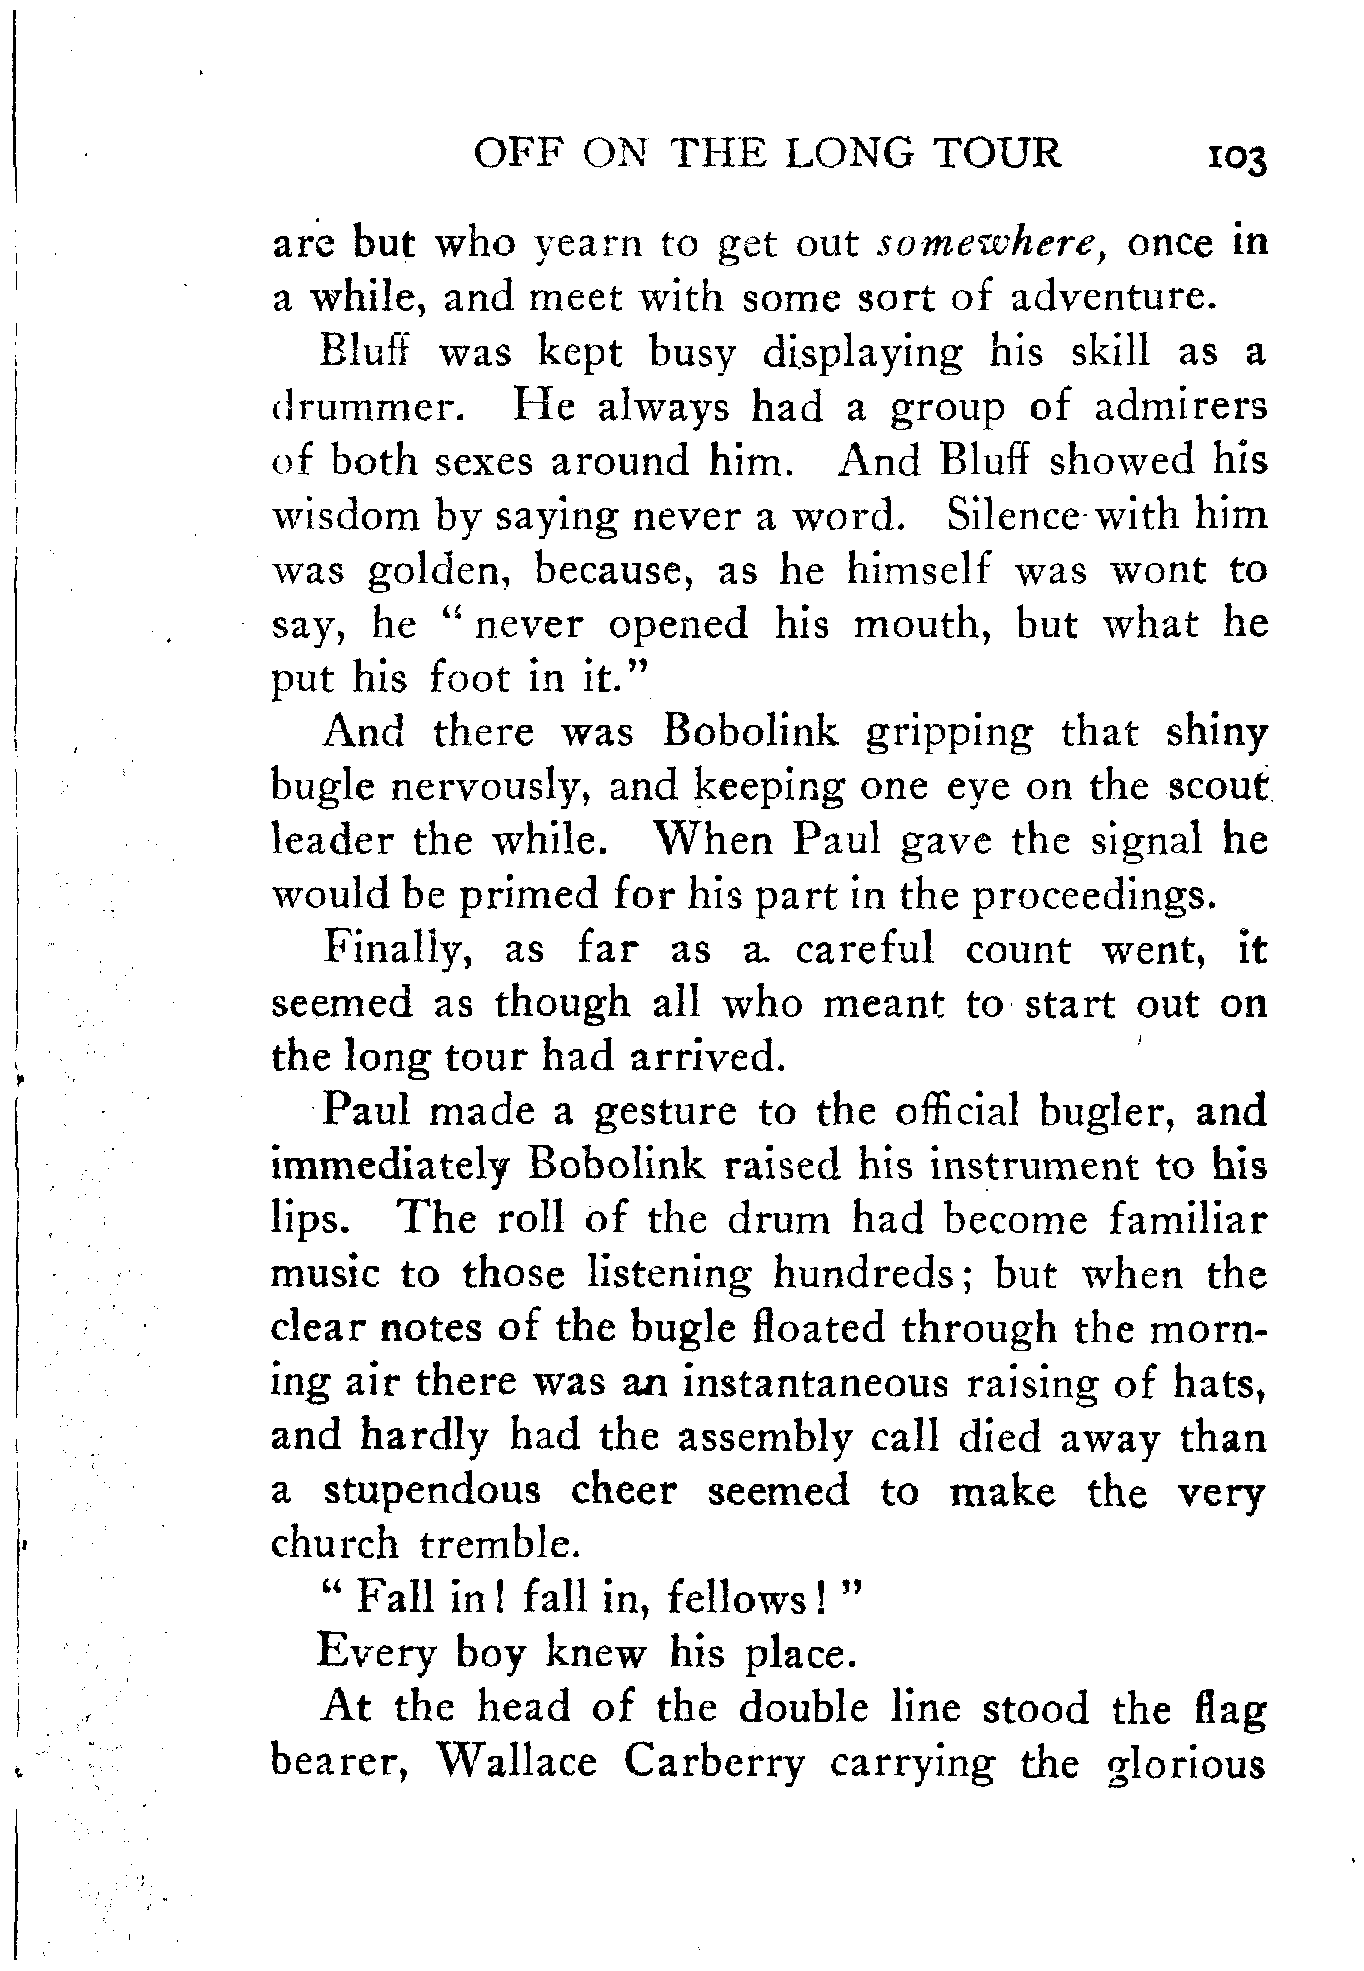 OFF ON THE LONG TOUR 103
are but who yearn to get out somewhere, once in
a while, and meet with some sort of adventure.
Bluff was kept busy displaying his skill as a
drummer. He always had a group of admirers
of both sexes around him. And Bluff showed his
wisdom by saying never a word. Silence with him
was golden, because, as he himself was wont to
say, he “ never opened his mouth, but what he
put his foot in it.”
And there was Bobolink gripping that shiny
bugle nervously, and keeping one eye on the scout
leader the while. When Paul gave the signal he
would be primed for his part in the proceedings.
Finally, as far as a careful count went, it
seemed as though all who meant to start out on
the long tour had arrived.
Paul made a gesture to the official bugler, and
immediately Bobolink raised his instrument to his
lips. The roll of the drum had become familiar
music to those listening hundreds; but when the
clear notes of the bugle floated through the morn-
ing air there was an instantaneous raising of hats,
and hardly had the assembly call died away than
a stupendous cheer seemed to make the very
church tremble.
“ Fall in! fall in, fellows! ”
Every boy knew his place.
At the head of the double line stood the flag
bearer, Wallace Carberry carrying the glorious